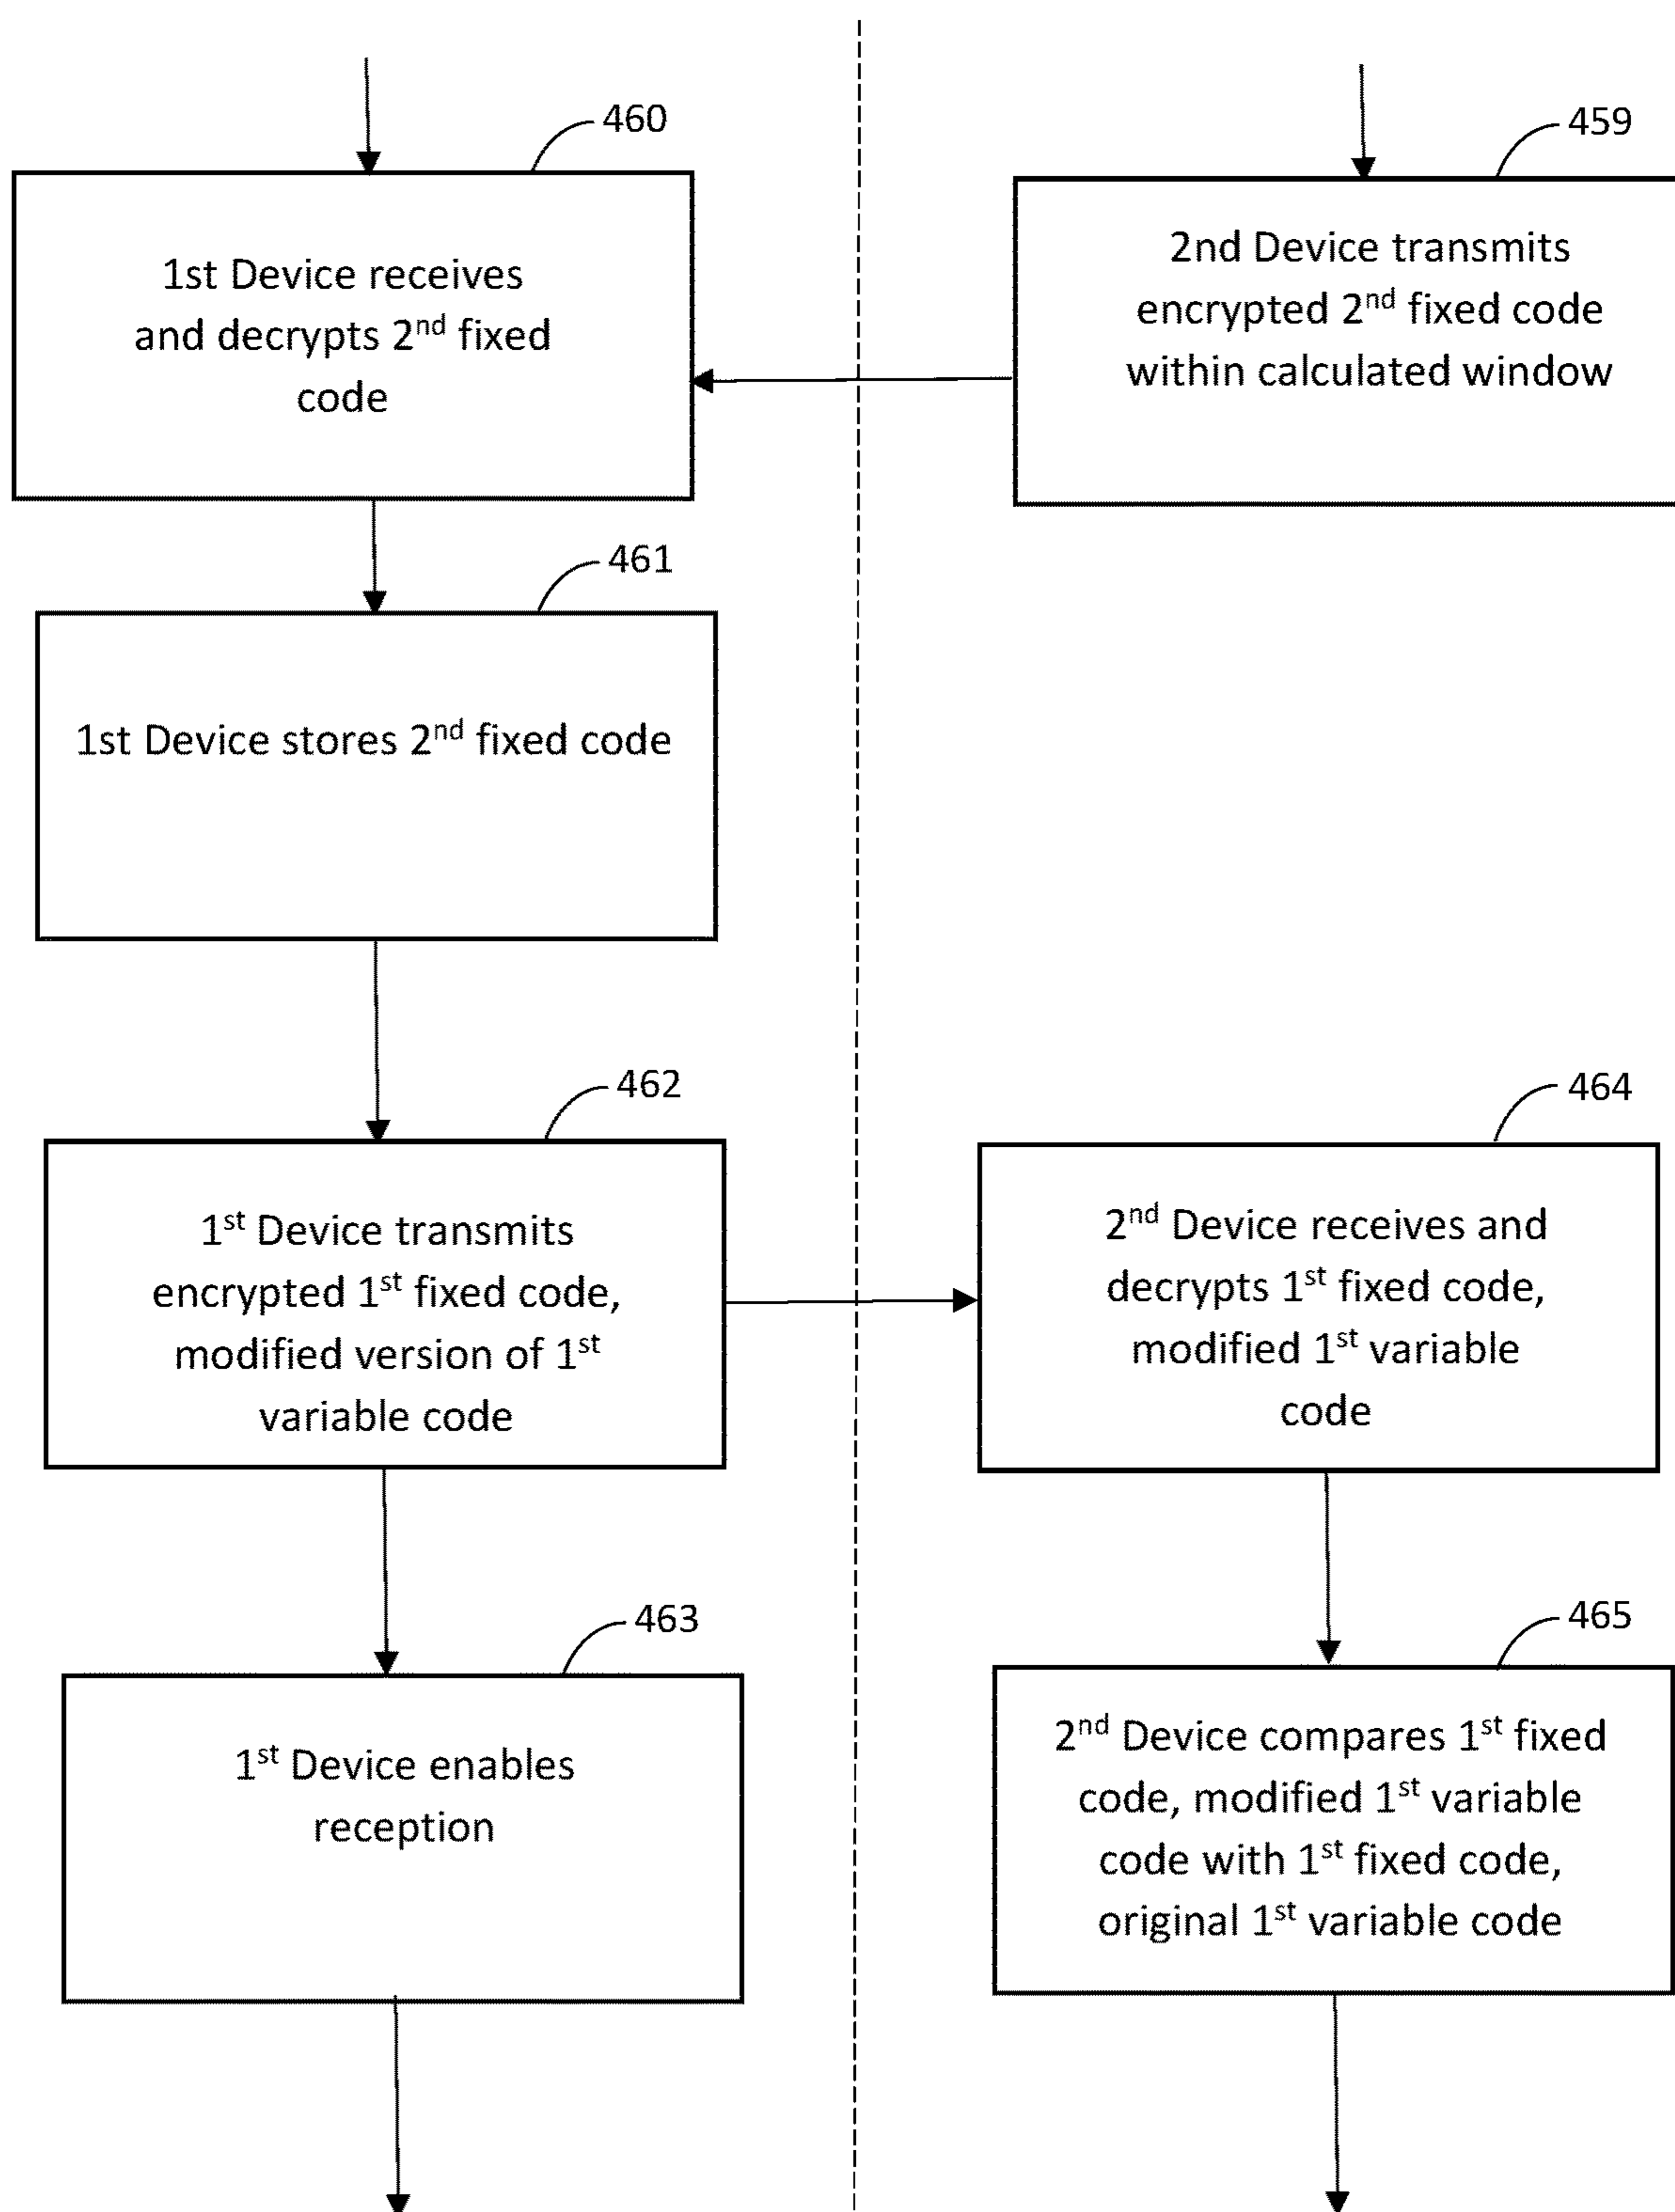 460
1st Device receives
and decrypts 2nd fixed
code
459
2nd Device transmits
encrypted 2nd fixed code
within calculated window
461
1st Device stores 2nd fixed code
462
1st Device transmits
encrypted 1st fixed code,
modified version of 1st
variable code
464
2nd Device receives and
decrypts 1st fixed code,
modified 1st variable
code
463
1st Device enables
reception
465
2nd Device compares 1st fixed
code, modified 1st variable
code with 1st fixed code,
original 1st variable code